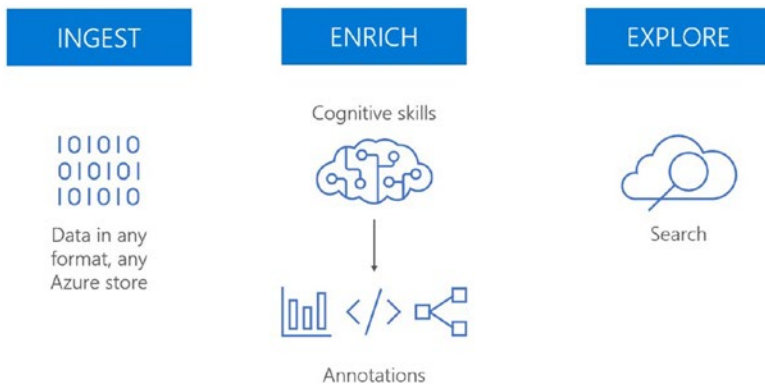 INGEST
ENRICH
EXPLORE
Cognitive skills
101010
010101
101010
Data in any
format, any
Azure store
Search
</>
Annotations